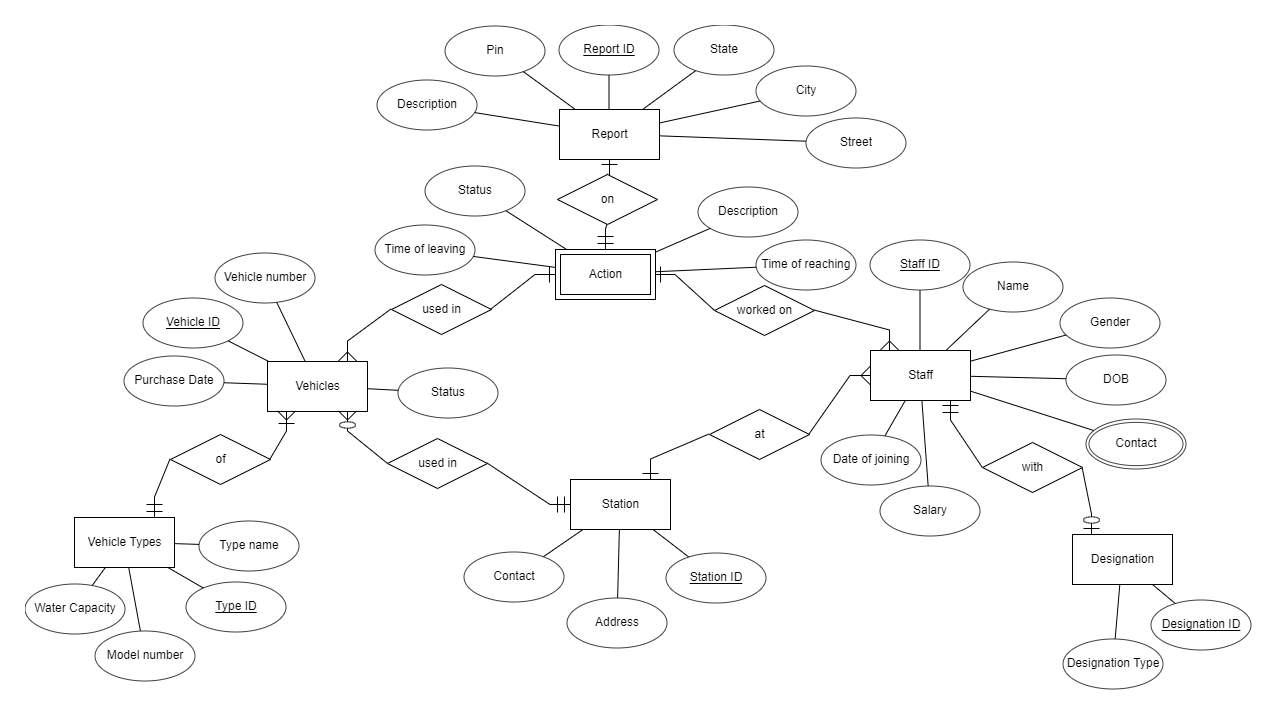 Pin
Report ID
State
City
Description
Report
Street
Status
on
Description
Time of leaving
Action
Time of reaching
Staff ID
Name
Vehicle number
used in
worked on
Gender
Vehicle ID
Purchase Date
Vehicles
Status
Staff
DOB
at
Contact
of
used in
Date of joining
with
Station
Salary
Vehicle Types
Type name
Designation
Contact
Station ID
Water Capacity
Type ID
Address
Designation ID
Model number
Designation Type